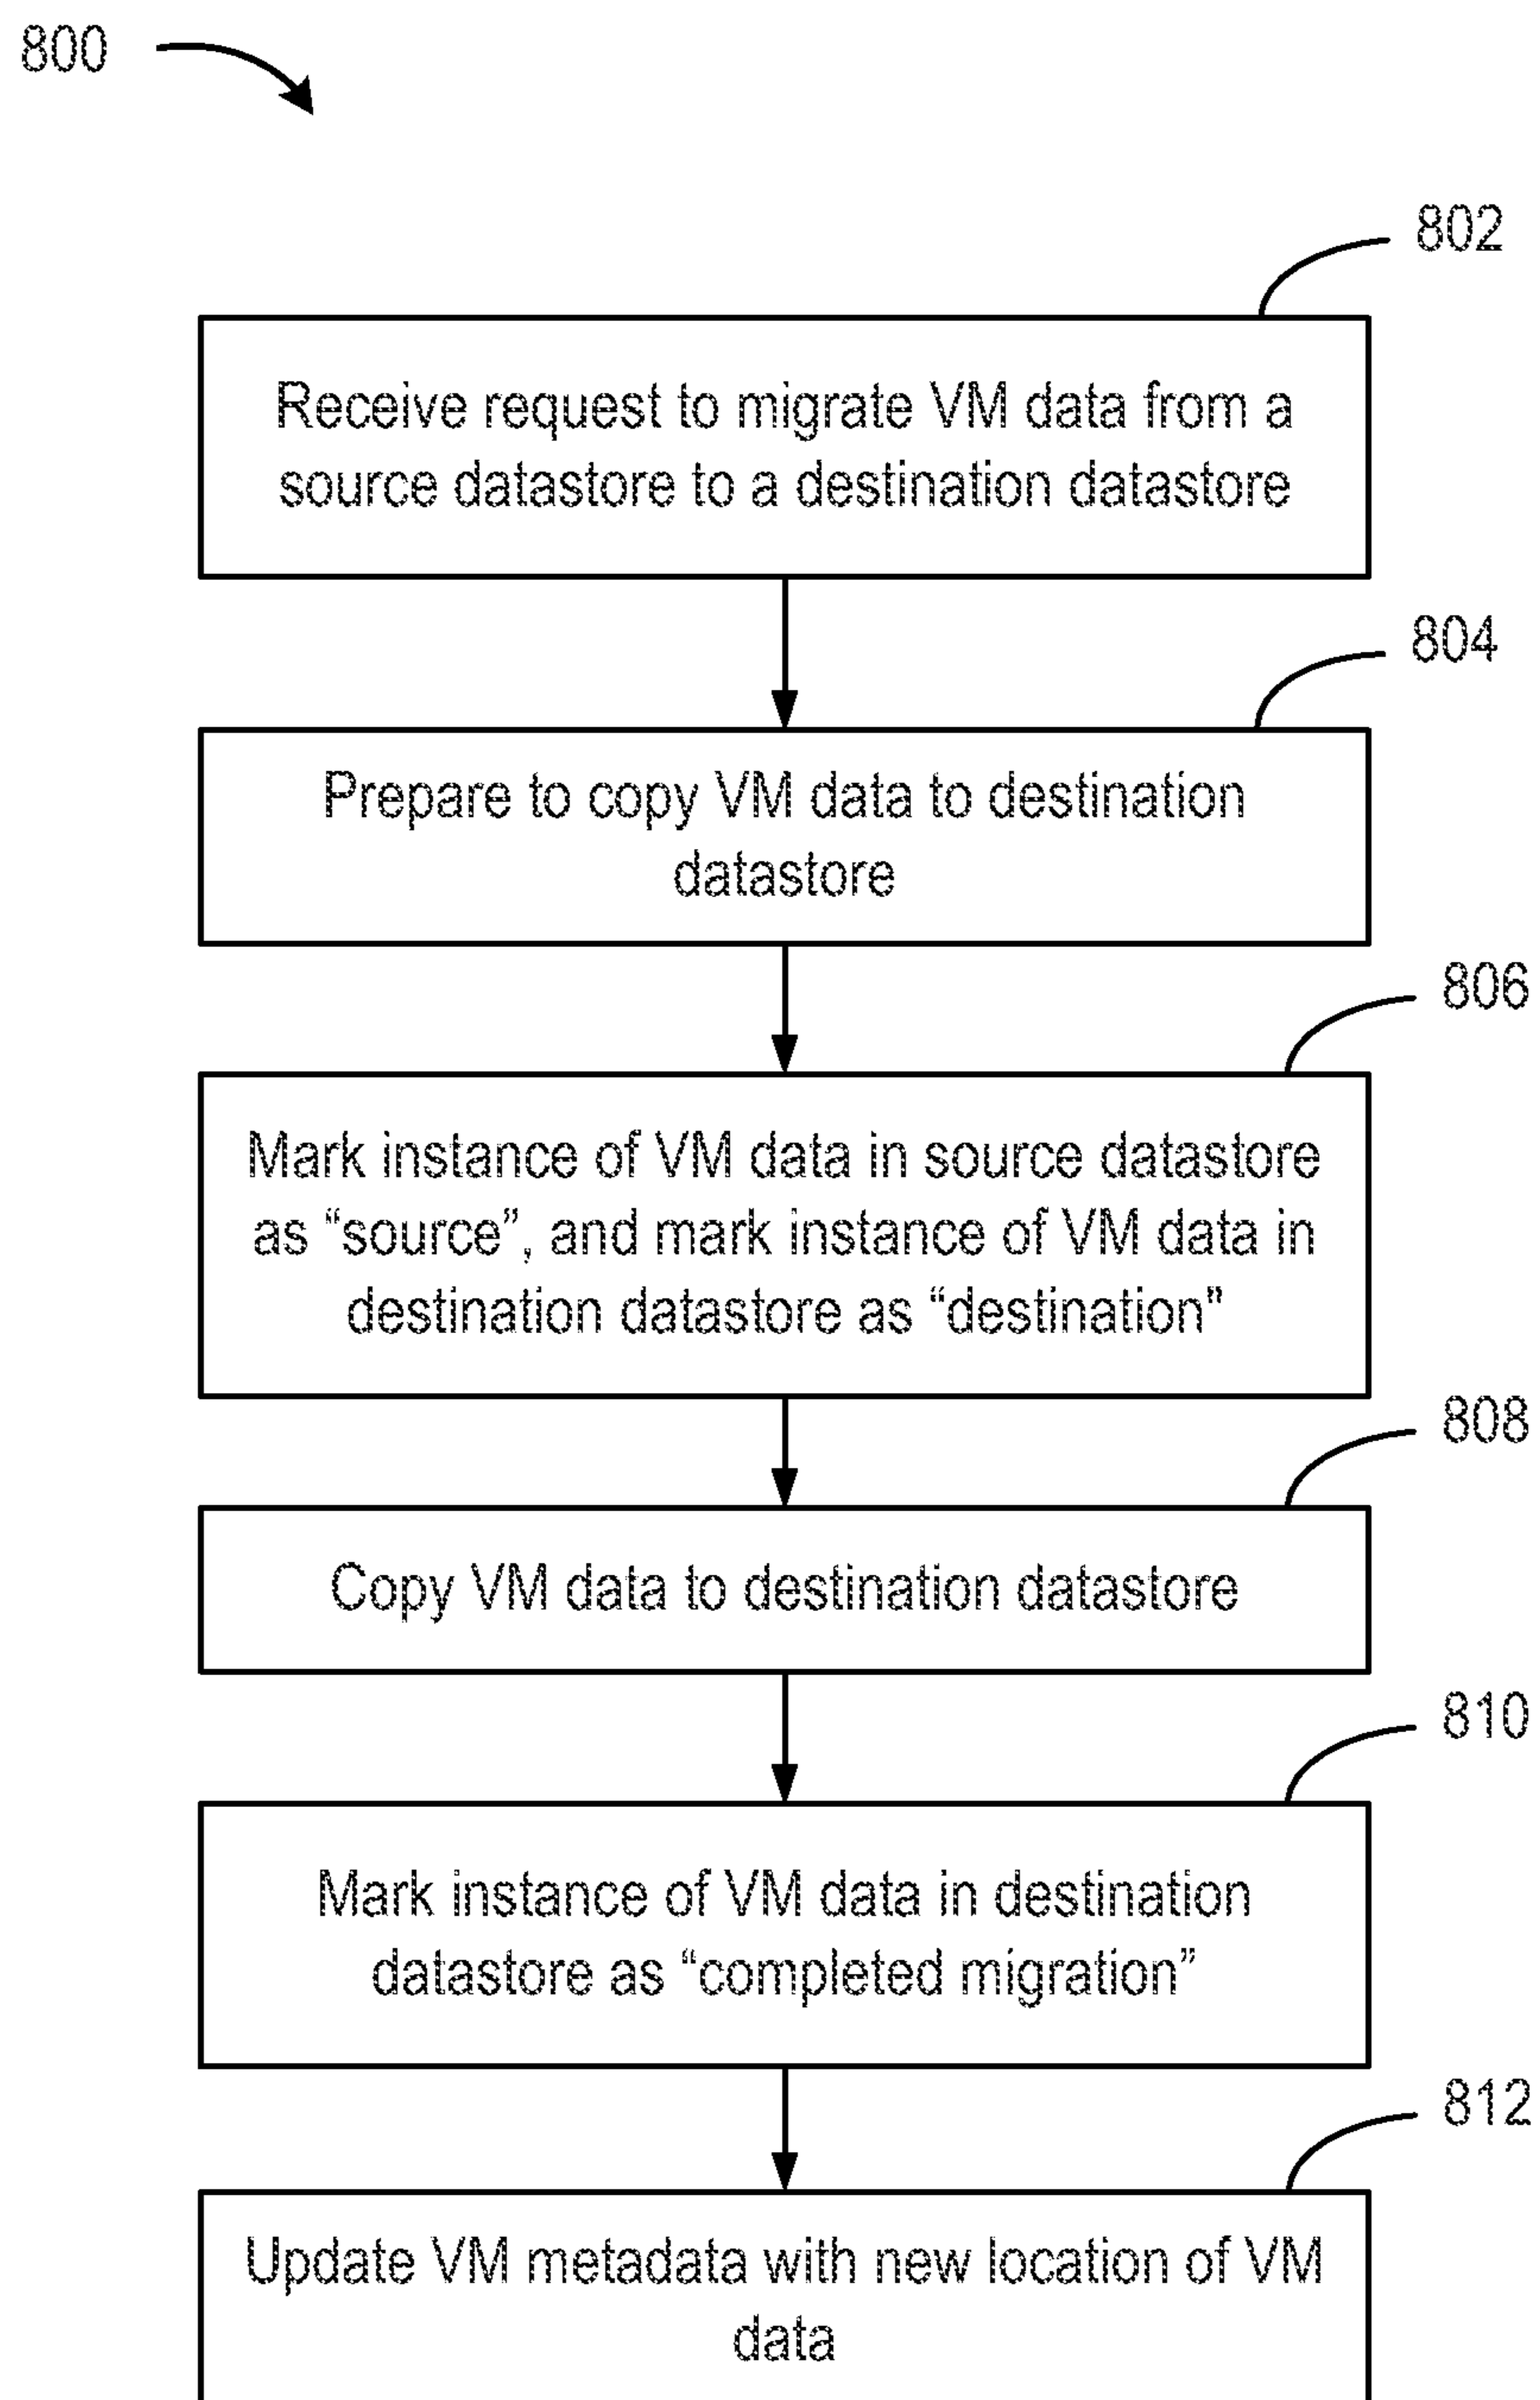 800
802
Receive request to migrate VM data from a
source datastore to a destination datastore
804
Prepare to copy VM data to destination
datastore
806
Mark instance of VM data in source datastore
as “source”, and mark instance of VM data in
destination datastore as “destination"
808
Copy VM data to destination datastore
810
Mark instance of VM data in destination
datastore as “completed migration”
812
Update VM metadata with new location of VM
data